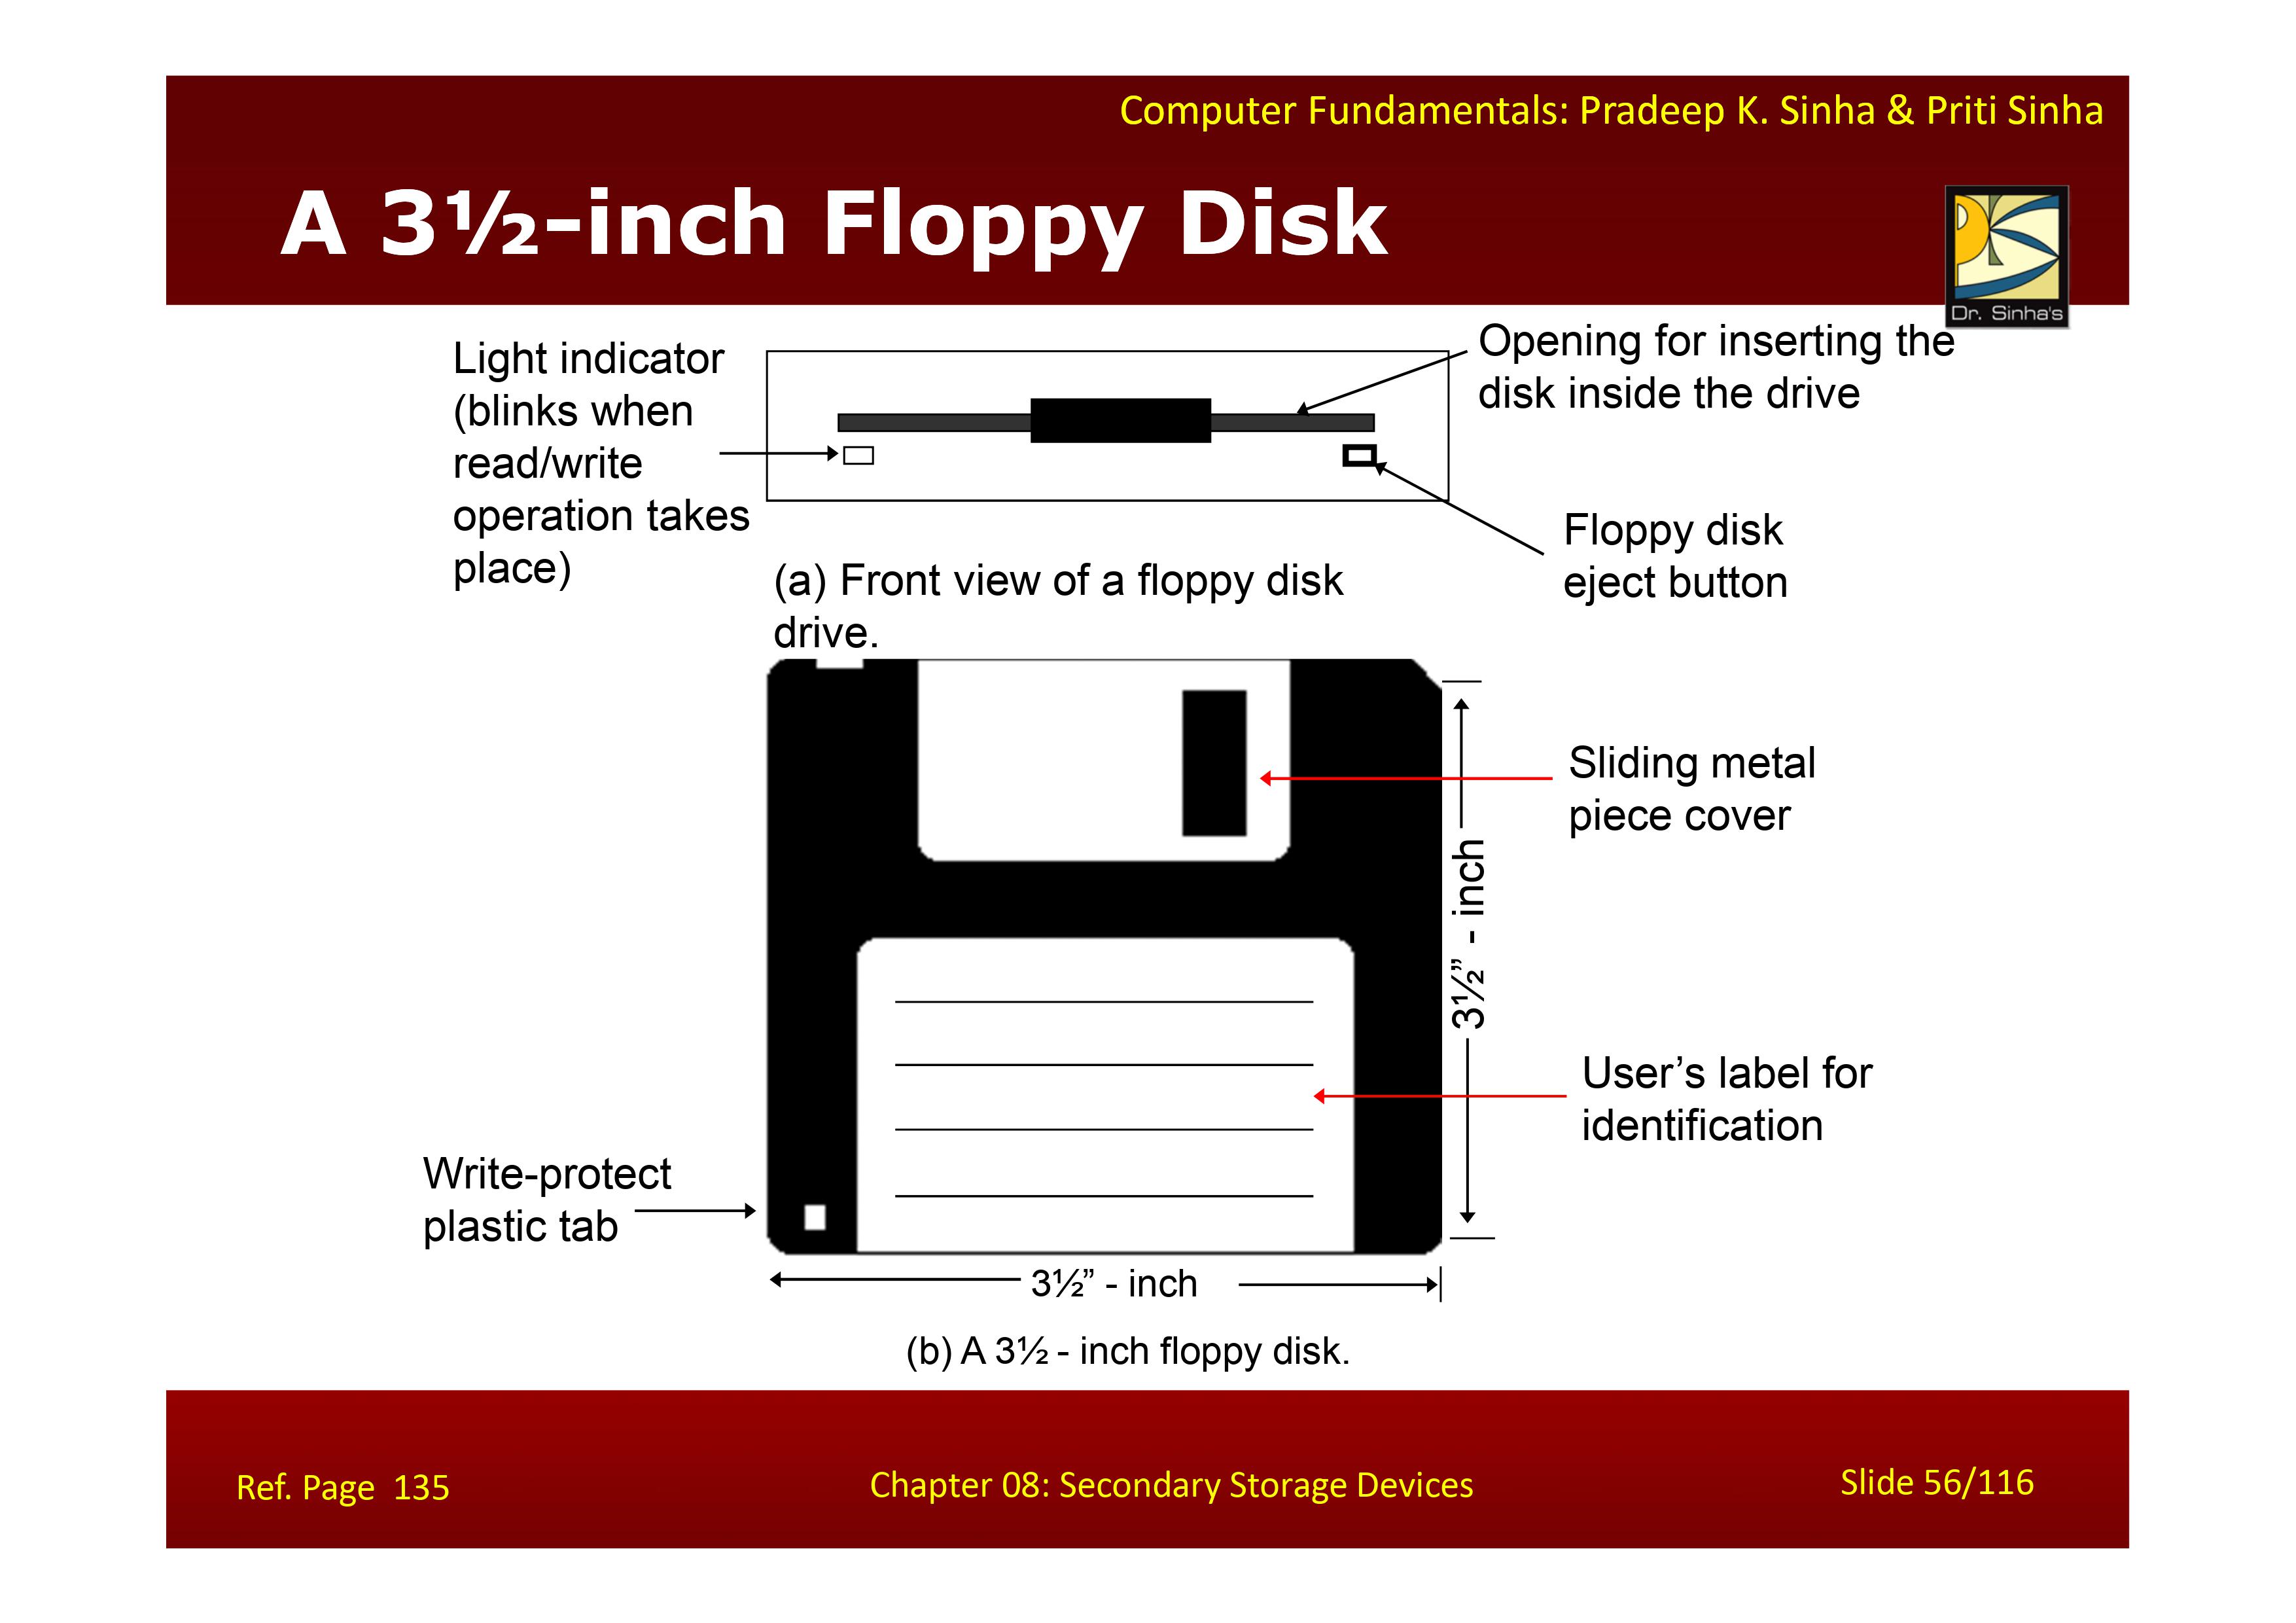 Computer Fundamentals: Pradeep K. Sinha & Priti Sinha
A 3½-inch Floppy Disk
Dr. Sinha's
Light indicator
(blinks when
read/write
operation takes
place)
Opening for inserting the
disk inside the drive
Floppy disk
eject button
(a) Front view of a floppy disk
drive.
Sliding metal
piece cover
3½” - inch
User’s label for
identification
Write-protect
plastic tab
3½” - inch
(b) A 3½ - inch floppy disk.
Ref. Page 135
Chapter 08: Secondary Storage Devices
Slide 56/116